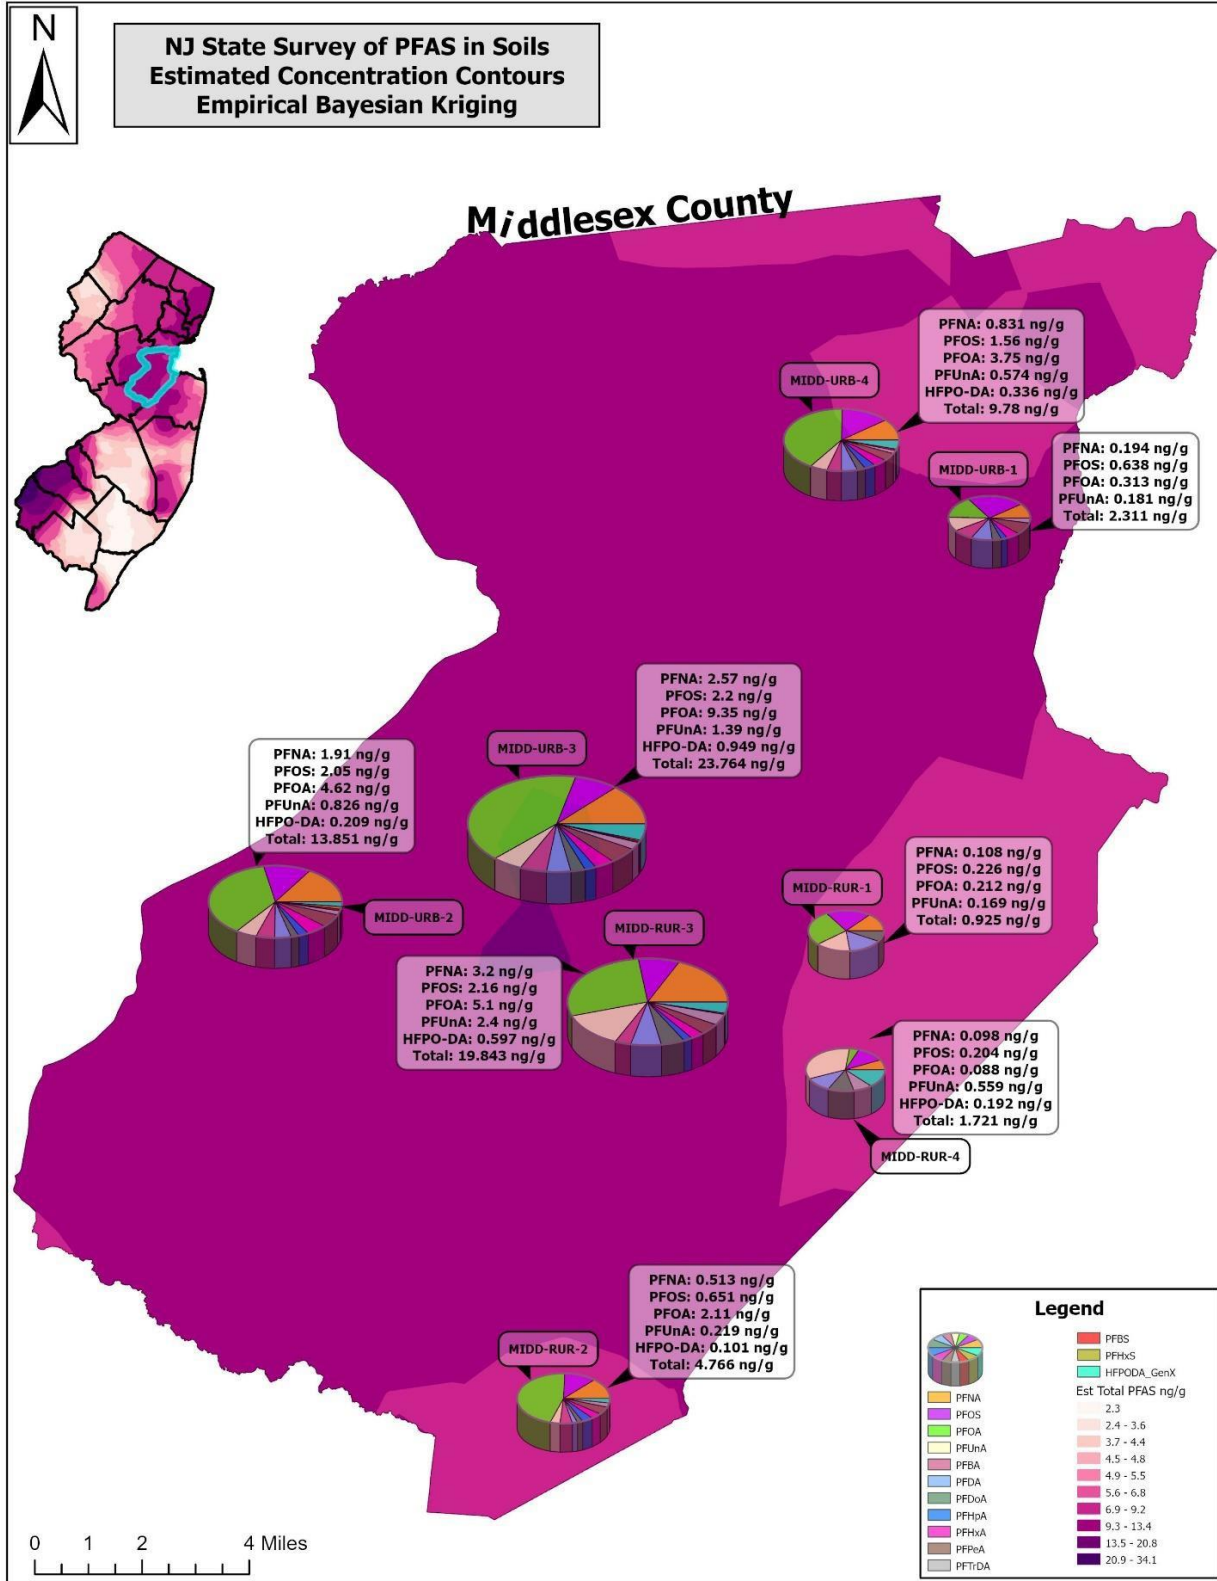 N
NJ State Survey of PFAS in Soils
Estimated Concentration Contours
Empirical Bayesian Kriging
Middlesex County
PFNA: 0.831 ng/g
PFOS: 1.56 ng/g
PFOA: 3.75 ng/g
PFUnA: 0.574 ng/g
HFPO-DA: 0.336 ng/g
Total: 9.78 ng/g
MIDD-URB-4
PFNA: 0.194 ng/g
PFOS: 0.638 ng/g
PFOA: 0.313 ng/g
PFUnA: 0.181 ng/g
Total: 2.311 ng/g
MIDD-URB-1
PFNA: 2.57 ng/g
PFOS: 2.2 ng/g
PFOA: 9.35 ng/g
PFUnA: 1.39 ng/g
HFPO-DA: 0.949 ng/g
Total: 23.764 ng/g
MIDD-URB-3
PFNA: 1.91 ng/g
PFOS: 2.05 ng/g
PFOA: 4.62 ng/g
PFUnA: 0.826 ng/g
HFPO-DA: 0.209 ng/g
Total: 13.851 ng/g
MIDD-URB-2
PFNA: 0.108 ng/g
PFOS: 0.226 ng/g
PFOA: 0.212 ng/g
PFUnA: 0.169 ng/g
Total: 0.925 ng/g
MIDD-RUR-1
MIDD-RUR-3
PFNA: 3.2 ng/g
PFOS: 2.16 ng/g
PFOA: 5.1 ng/g
PFUnA: 2.4 ng/g
HFPO-DA: 0.597 ng/g
Total: 19.843 ng/g
PFNA: 0.098 ng/g
PFOS: 0.204 ng/g
PFOA: 0.088 ng/g
PFUnA: 0.559 ng/g
HFPO-DA: 0.192 ng/g
Total: 1.721 ng/g
MIDD-RUR-4
PFNA: 0.513 ng/g
PFOS: 0.651 ng/g
PFOA: 2.11 ng/g
PFUnA: 0.219 ng/g
HFPO-DA: 0.101 ng/g
Total: 4.766 ng/g
MIDD-RUR-2
Legend
PFNA
PFOS
PFOA
PFUnA
PFBA
PFDA
PFDoA
PFHpA
PFHxA
PFPeA
PFTrDA
PFBS
PFHxS
HFPODA_GenX
Est Total PFAS ng/g
2.3
2.4 - 3.6
3.7 - 4.4
4.5 - 4.8
4.9 - 5.5
5.6 - 6.8
6.9 - 9.2
9.3 - 13.4
13.5 - 20.8
20.9 - 34.1
0 1 2 4 Miles